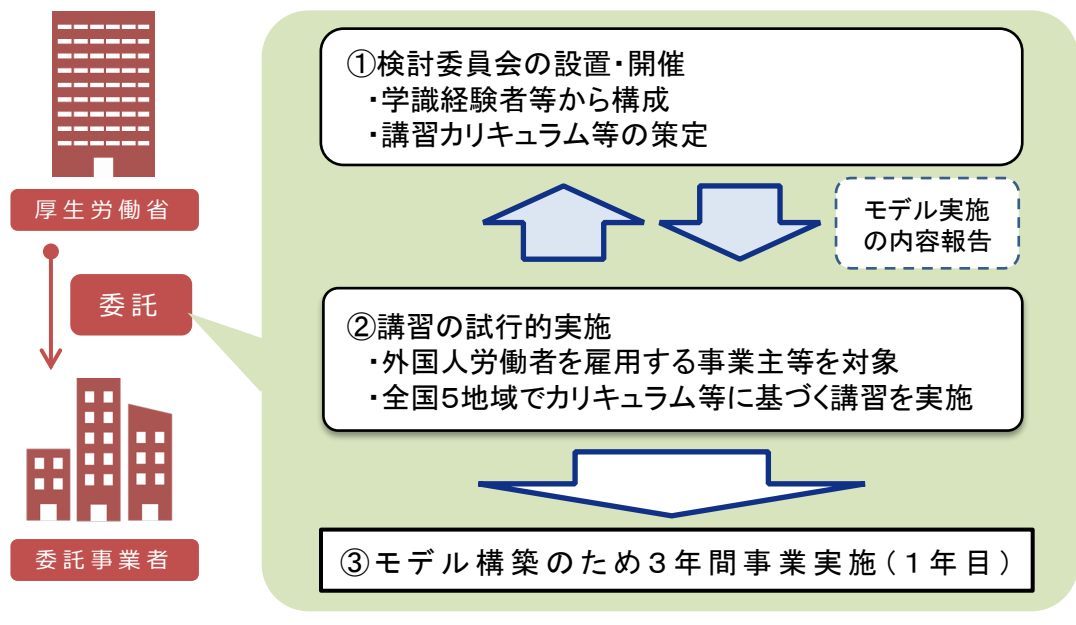 厚生労働省
委託
委託事業者
①検討委員会の設置・開催
・学識経験者等から構成
・講習カリキュラム等の策定
モデル実施
の内容報告
②講習の試行的実施
・外国人労働者を雇用する事業主等を対象
・全国５地域でカリキュラム等に基づく講習を実施
③モデル構築のため３年間事業実施（１年目）